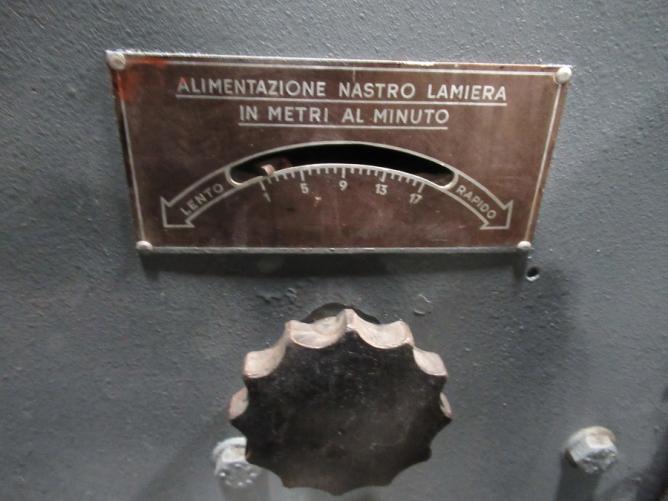 ALIMENTAZIONE NASTRO LAMIERA
IN METRI AL MINUTO
LENTO 1 5 9 13 17 RAPIDO